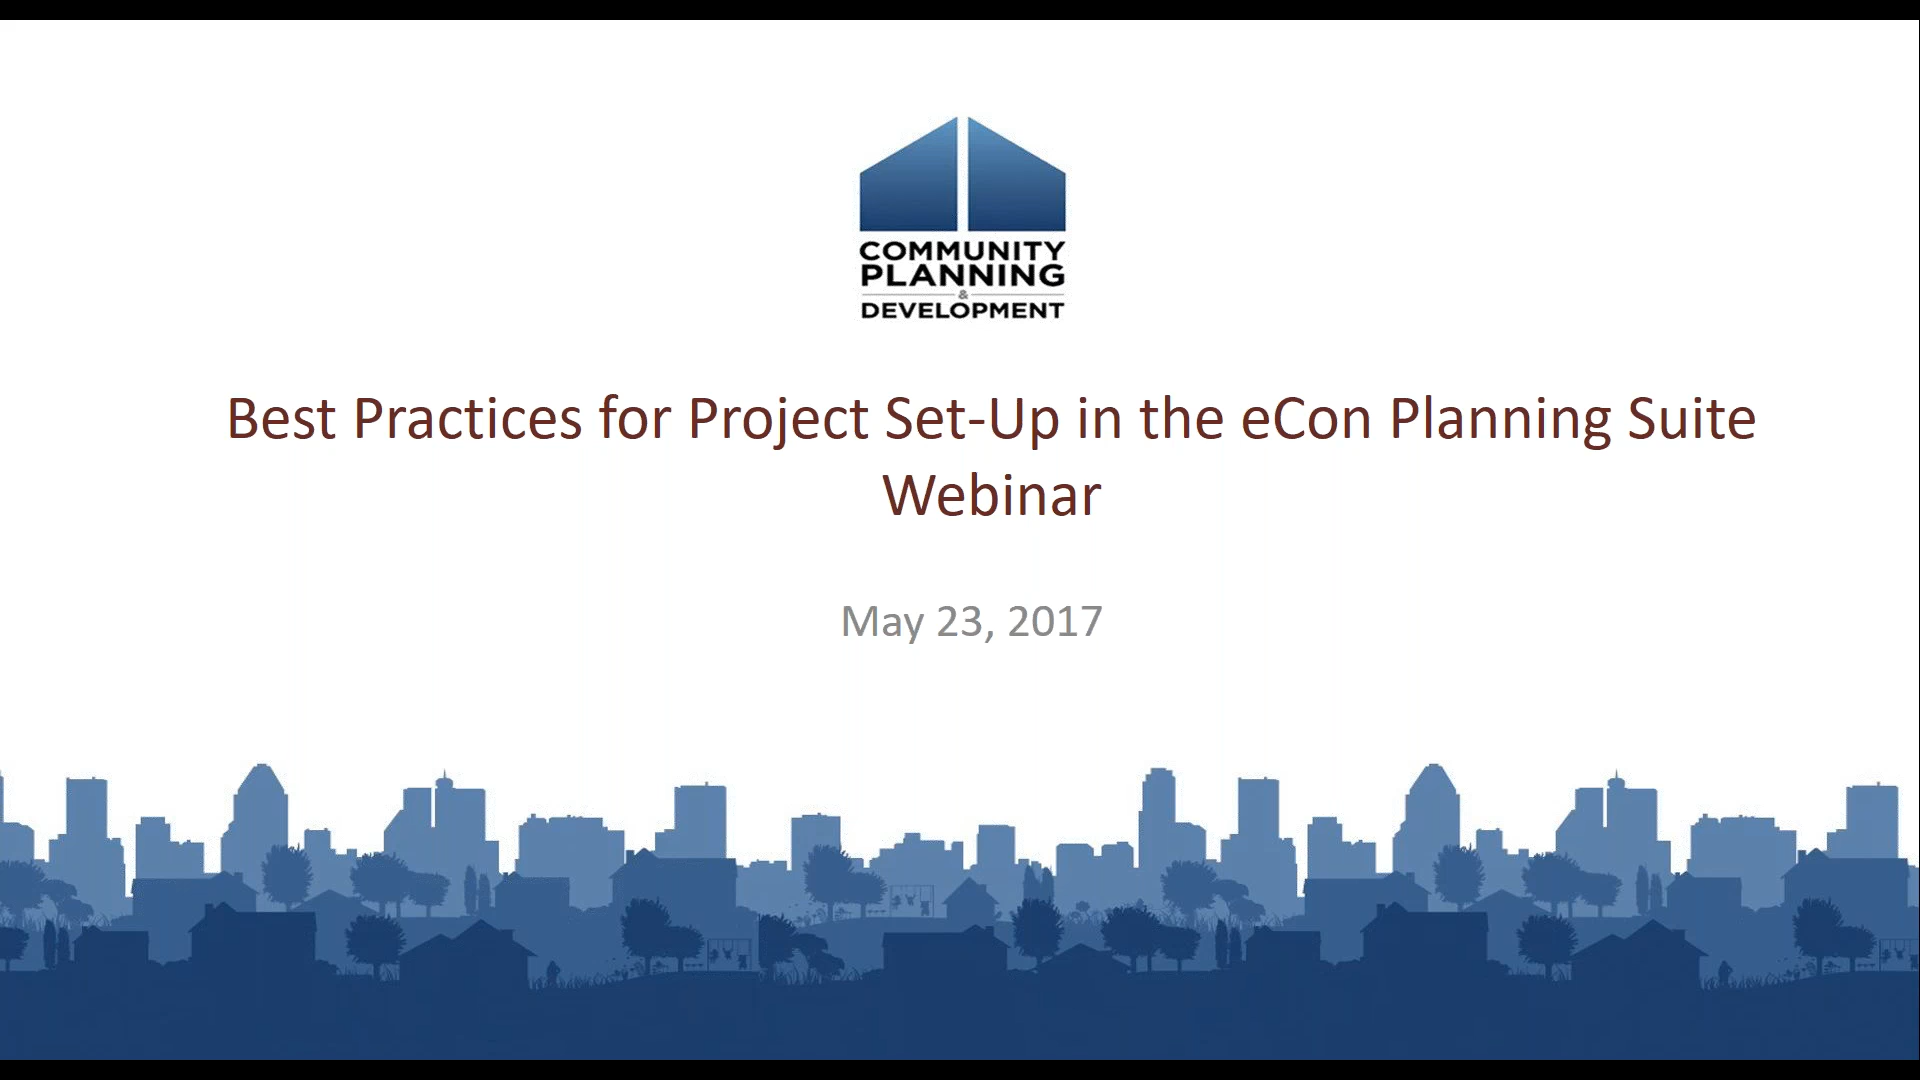 COMMUNITY
PLANNING
&
DEVELOPMENT
Best Practices for Project Set-Up in the eCon Planning Suite
Webinar
May 23, 2017